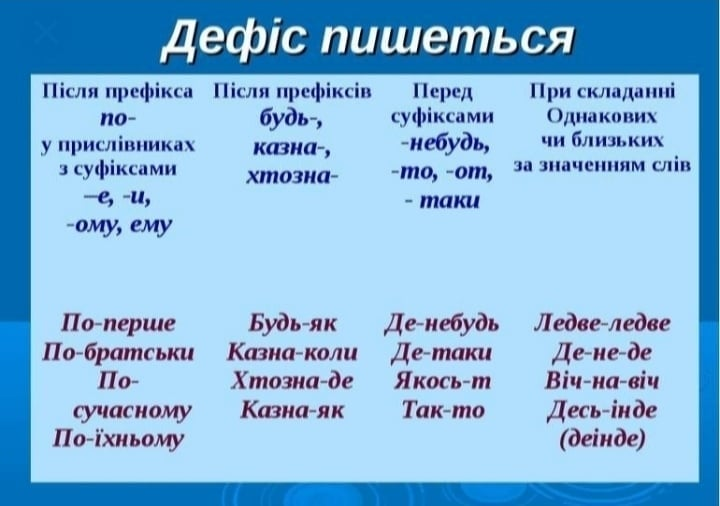 Дефіс пишеться
Після префікса
по-
у прислівниках
з суфіксами
–е, -и,
-ому, ему
Після префіксів
будь-,
казна-,
хтозна-
Перед
суфіксами
-небудь,
-то, -от,
- таки
При складанні
Однакових
чи близьких
за значенням слів
По-перше
По-братськи
По-
сучасному
По-їхньому
Будь-як
Казна-коли
Хтозна-де
Казна-як
Де-небудь
Де-таки
Якось-т
Так-то
Ледве-ледве
Де-не-де
Віч-на-віч
Десь-інде
(деінде)